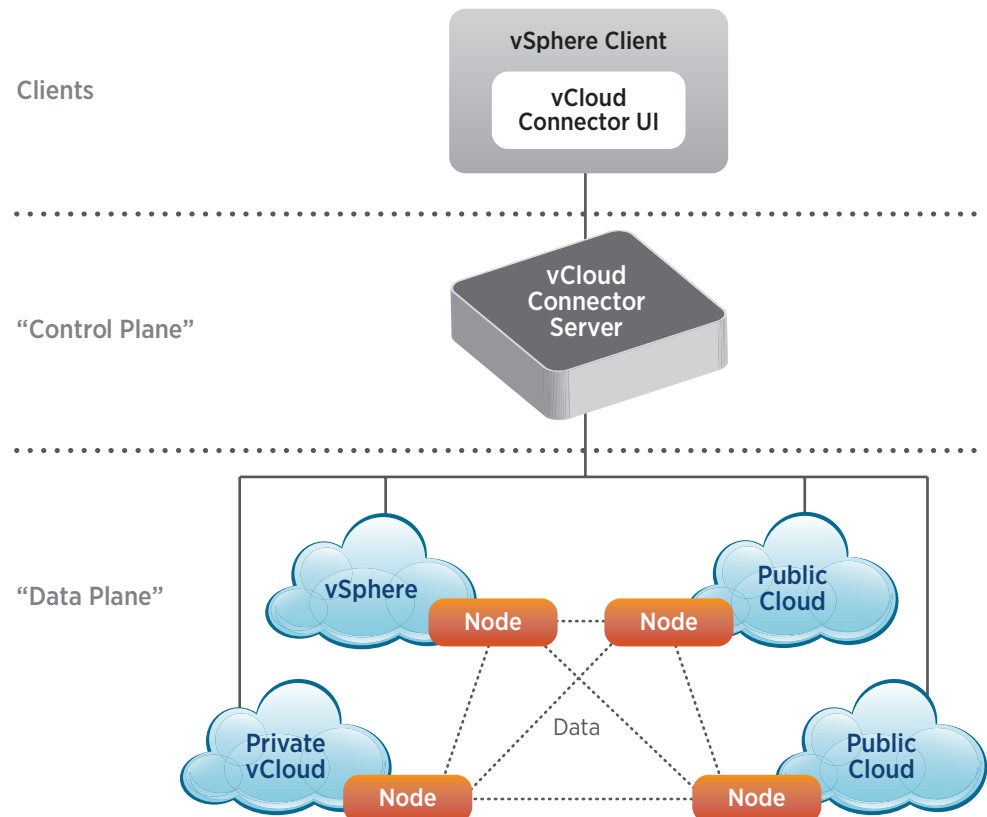 vSphere Client
Clients
vCloud
Connector UI
vCloud
Connector
Server
“Control Plane”
“Data Plane”
vSphere
Public
Cloud
Node
Node
Data
Private
vCloud
Public
Cloud
Node
Node